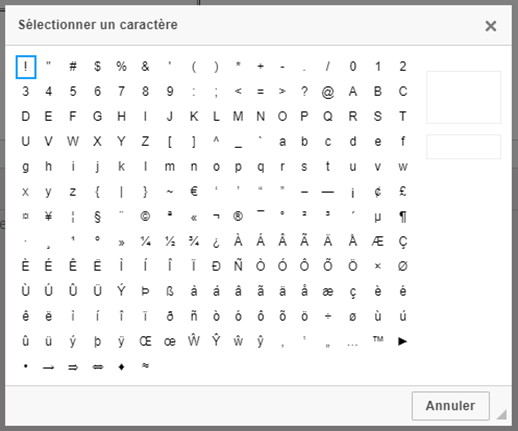 Sélectionner un caractère
! " # $ % & ' ( ) * + - . / 0 1 2
3 4 5 6 7 8 9 : ; < = > ? @ A B C
D E F G H I J K L M N O P Q R S T
U V W X Y Z [ ] ^ _ ` a b c d e f
g h i j k l m n o p q r s t u v w
x y z { | } ~ € ‘ ’ “ ” – — ¡ ¢ £
¤ ¥ ¦ § ¨ © ª « ¬ ® ¯ ° ² ³ ´ µ ¶
· ¸ ¹ º » ¼ ½ ¾ ¿ À Á Â Ã Ä Å Æ Ç
È É Ê Ë Ì Í Î Ï Ð Ñ Ò Ó Ô Õ Ö × Ø
Ù Ú Û Ü Ý Þ ß à á â ã ä å æ ç è é
ê ë ì í î ï ð ñ ò ó ô õ ö ÷ ø ù ú
û ü ý þ ÿ Œ œ Ŵ Ŷ ŵ ŷ ‚ ‛ „ … ™ ►
• → ⇒ ⇔ ♦ ≈
Annuler